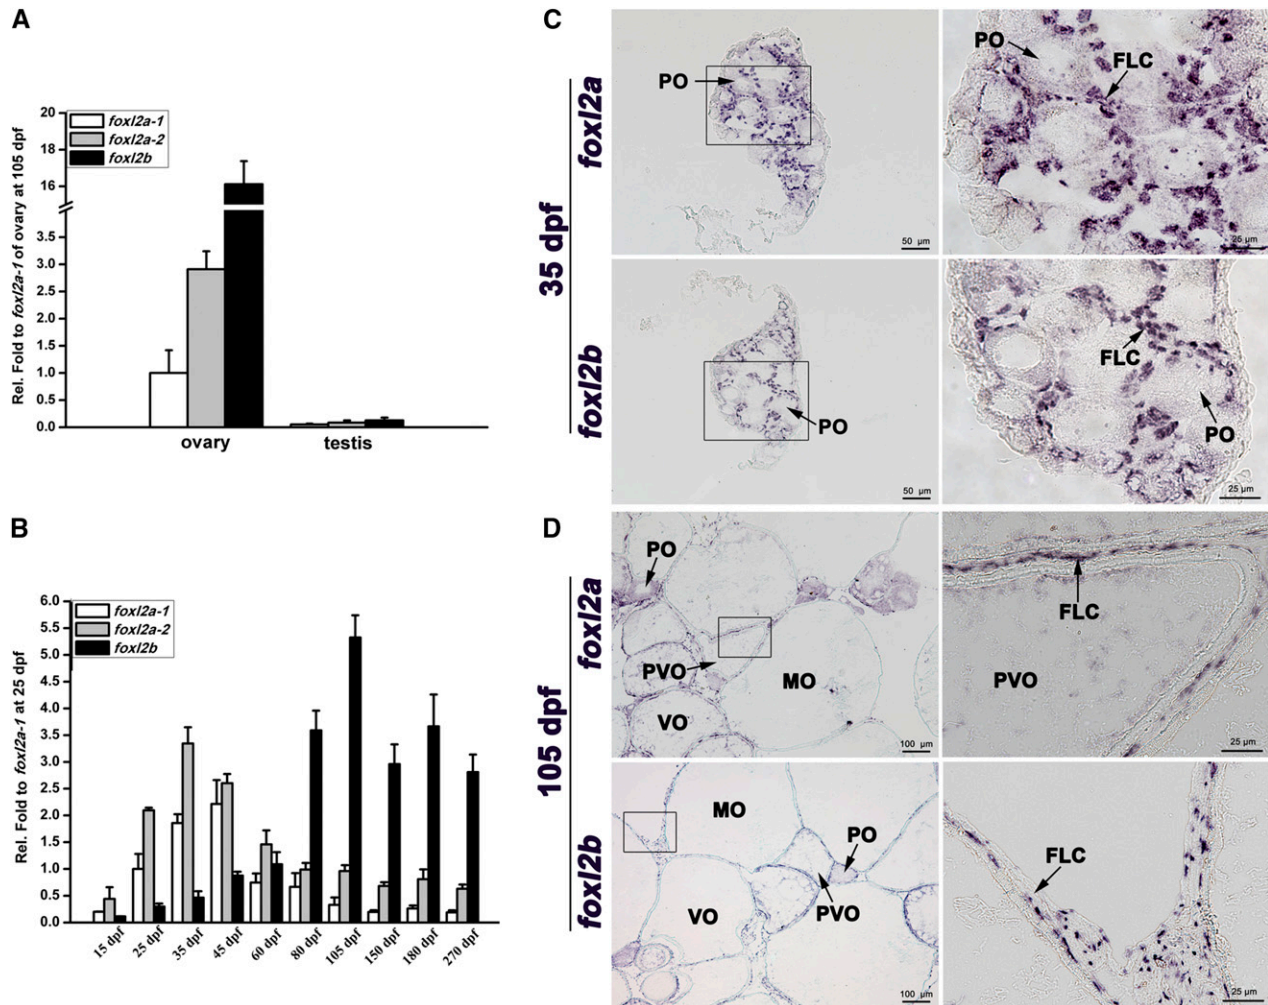 A
Rel. Fold to foxl2a-1 of ovary at 105 dpf
20
18
16
3.5
3.0
2.5
2.0
1.5
1.0
0.5
0.0
foxl2a-1
foxl2a-2
foxl2b
ovary
testis
B
Rel. Fold to foxl2a-1 at 25 dpf
6.0
5.5
5.0
4.5
4.0
3.5
3.0
2.5
2.0
1.5
1.0
0.5
0.0
foxl2a-1
foxl2a-2
foxl2b
15 dpf
25 dpf
35 dpf
45 dpf
60 dpf
80 dpf
105 dpf
150 dpf
180 dpf
270 dpf
C
35 dpf
foxl2a
PO
50 µm
PO
FLC
25 µm
foxl2b
PO
50 µm
FLC
PO
25 µm
D
105 dpf
foxl2a
PO
PVO
MO
VO
100 µm
FLC
PVO
25 µm
foxl2b
MO
PO
VO
PVO
100 µm
FLC
25 µm